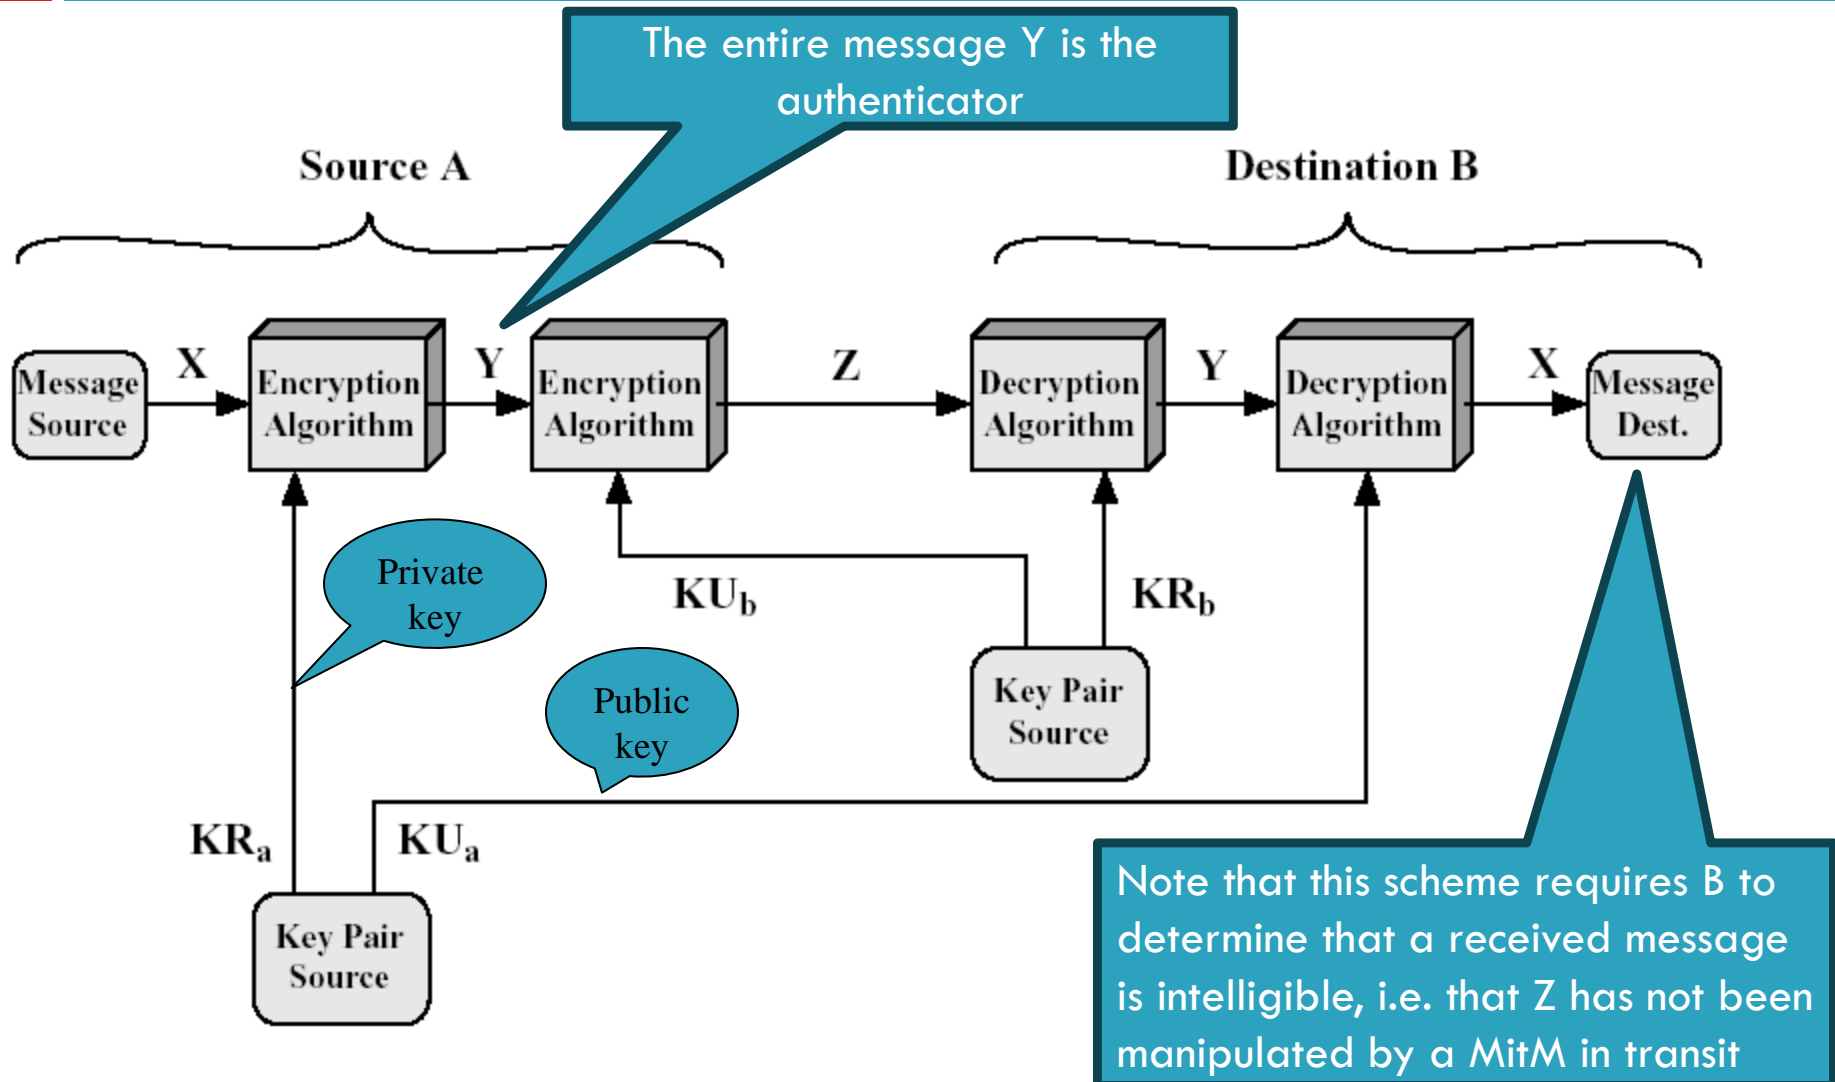 The entire message Y is the
authenticator
Source A
Destination B
Message
Source
X
Encryption
Algorithm
Y
Encryption
Algorithm
Z
Decryption
Algorithm
Y
Decryption
Algorithm
X
Message
Dest.
Private
key
KUb
KRb
Public
key
Key Pair
Source
KRa
KUa
Key Pair
Source
Note that this scheme requires B to
determine that a received message
is intelligible, i.e. that Z has not been
manipulated by a MitM in transit